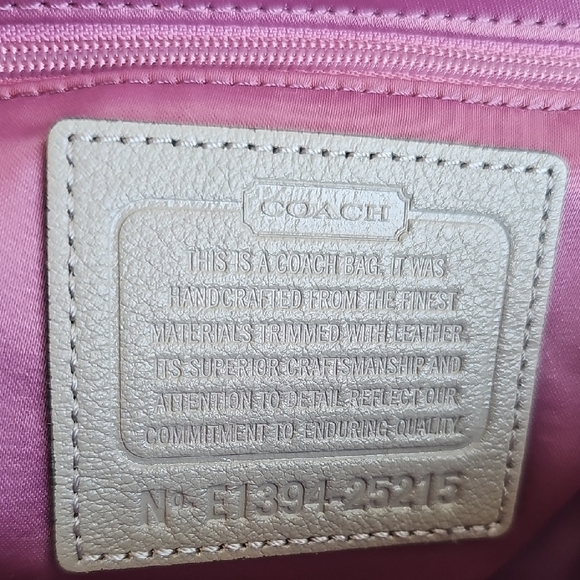 COACH
THIS IS A COACH BAG. IT WAS
HANDCRAFTED FROM THE FINEST
MATERIALS TRIMMED WITH LEATHER.
ITS SUPERIOR CRAFTSMANSHIP AND
ATTENTION TO DETAIL REFLECT OUR
COMMITMENT TO ENDURING QUALITY.
No. E1394-25215